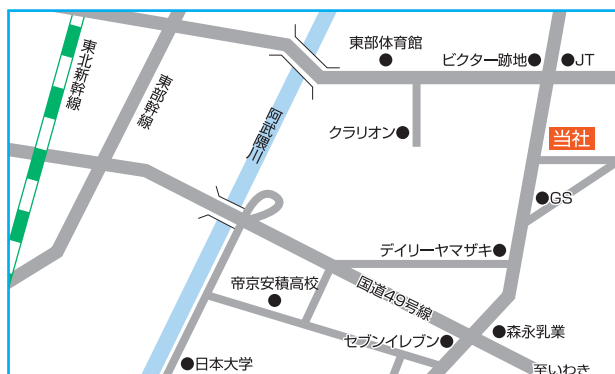 東北新幹線
東部幹線
阿武隈川
東部体育館
ビクター跡地
JT
クラリオン
当社
GS
デイリーヤマザキ
帝京安積高校
国道49号線
セブンイレブン
森永乳業
日本大学
至いわき